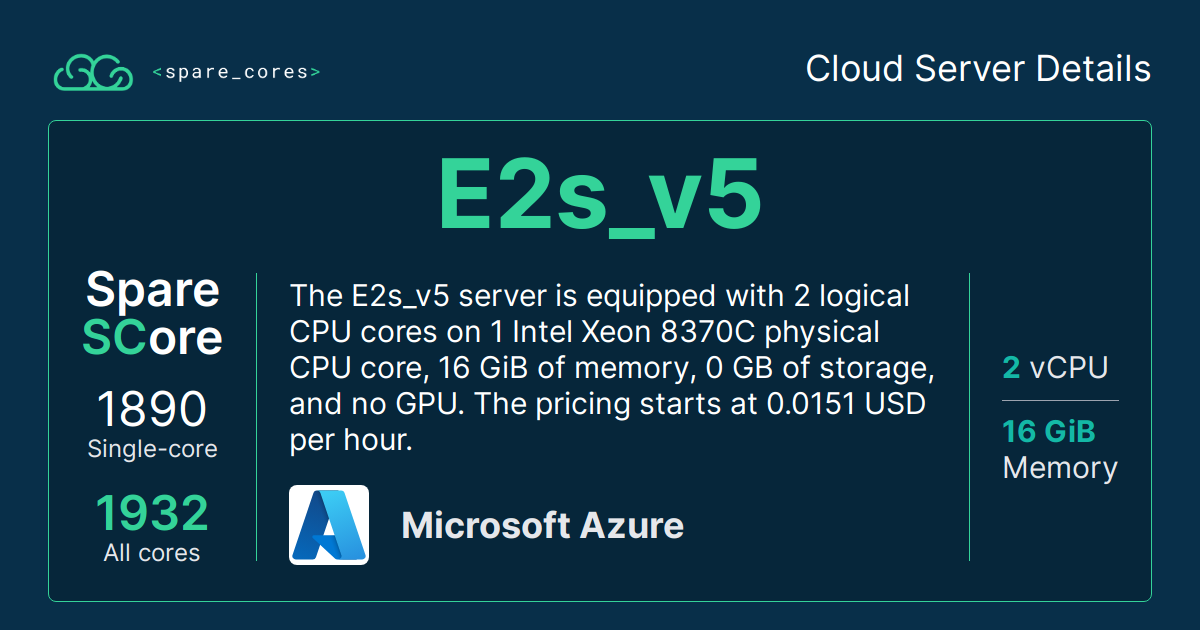 <spare_cores>
Cloud Server Details
E2s_v5
Spare
SCore
1890
Single-core
1932
All cores
The E2s_v5 server is equipped with 2 logical
CPU cores on 1 Intel Xeon 8370C physical
CPU core, 16 GiB of memory, 0 GB of storage,
and no GPU. The pricing starts at 0.0151 USD
per hour.
Microsoft Azure
2 vCPU
16 GiB
Memory